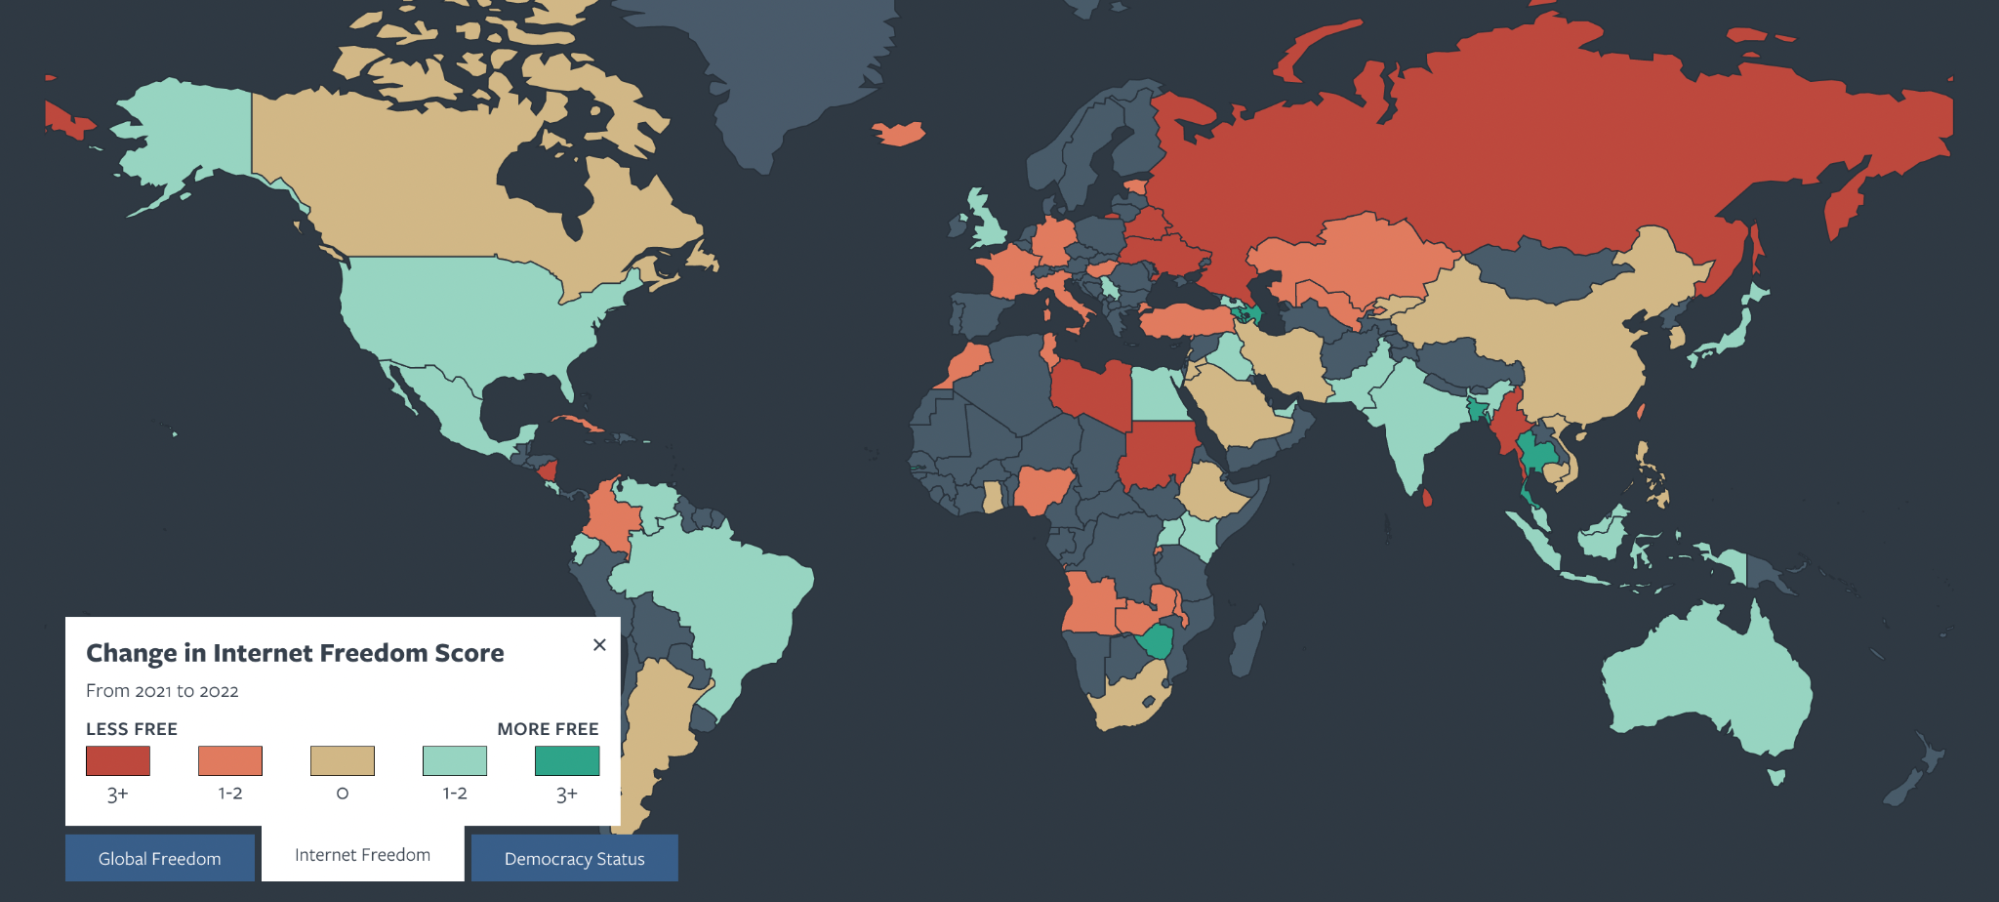 Change in Internet Freedom Score
×
From 2021 to 2022
LESS FREE
MORE FREE
3+
1-2
0
1-2
3+
Global Freedom
Internet Freedom
Democracy Status